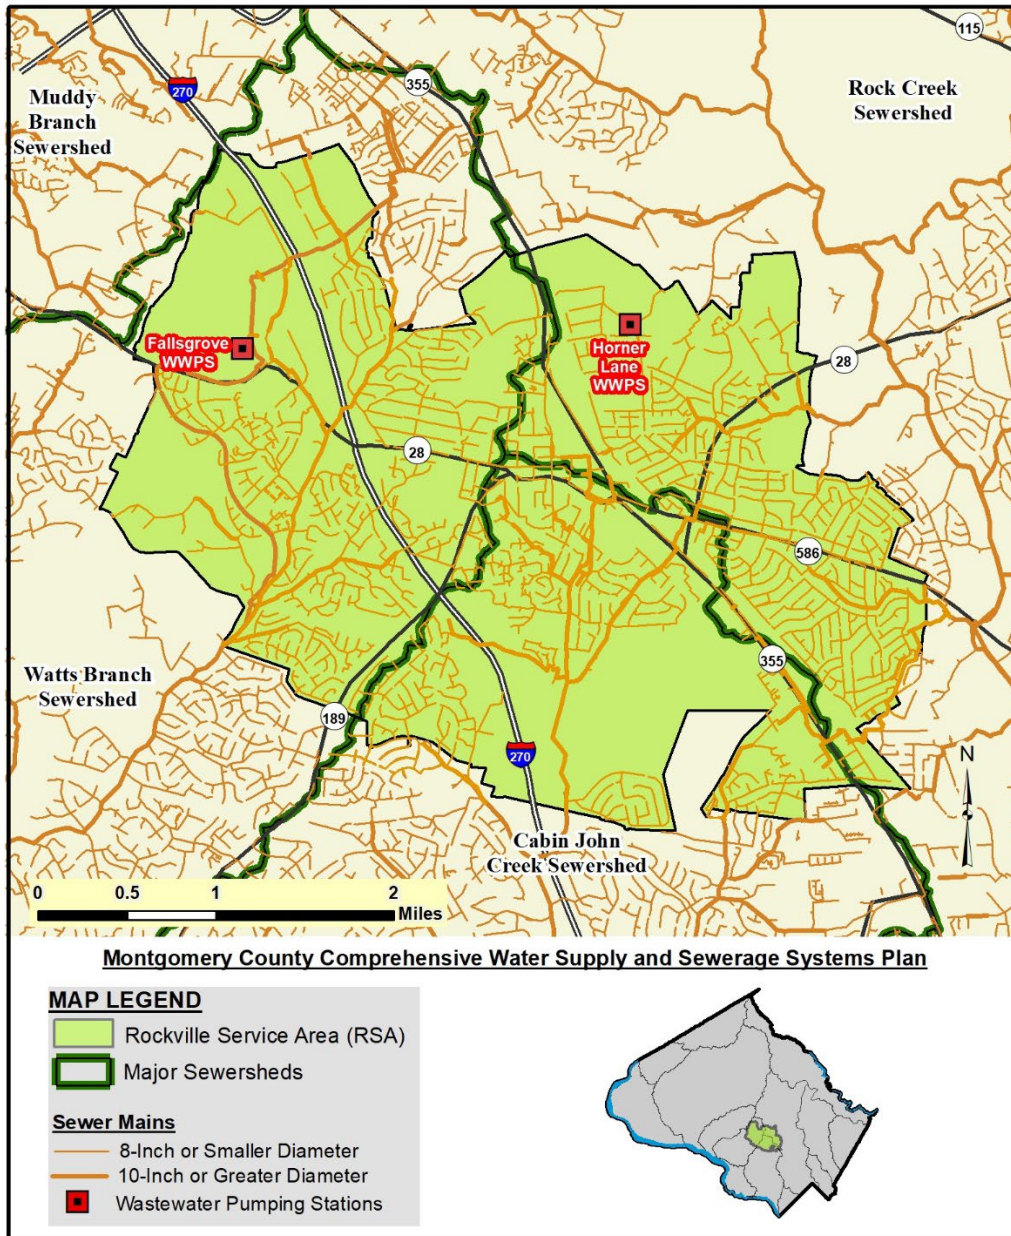 115
355
270
Muddy
Branch
Sewershed
Rock Creek
Sewershed
Fallsgrove
WWPS
Horner
Lane
WWPS
28
28
586
355
Watts Branch
Sewershed
189
270
N
Cabin John
Creek Sewershed
0 0.5 1 2
Miles
Montgomery County Comprehensive Water Supply and Sewerage Systems Plan
MAP LEGEND
Rockville Service Area (RSA)
Major Sewersheds
Sewer Mains
8-Inch or Smaller Diameter
10-Inch or Greater Diameter
Wastewater Pumping Stations